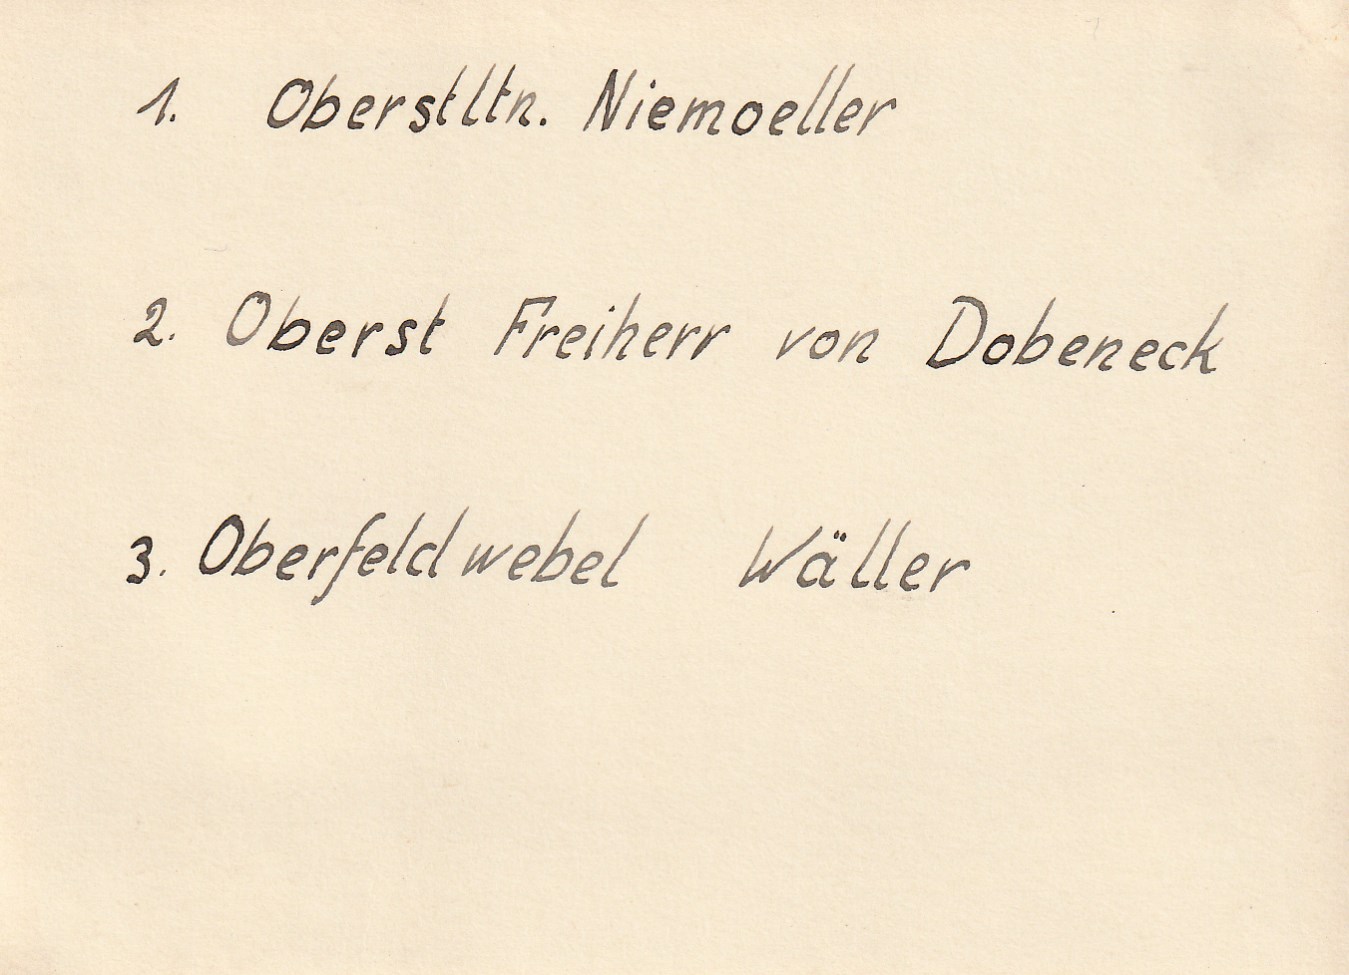 1. Oberstltn. Niemoeller
2. Oberst Freiherr von Dobeneck
3. Oberfeldwebel Wäller